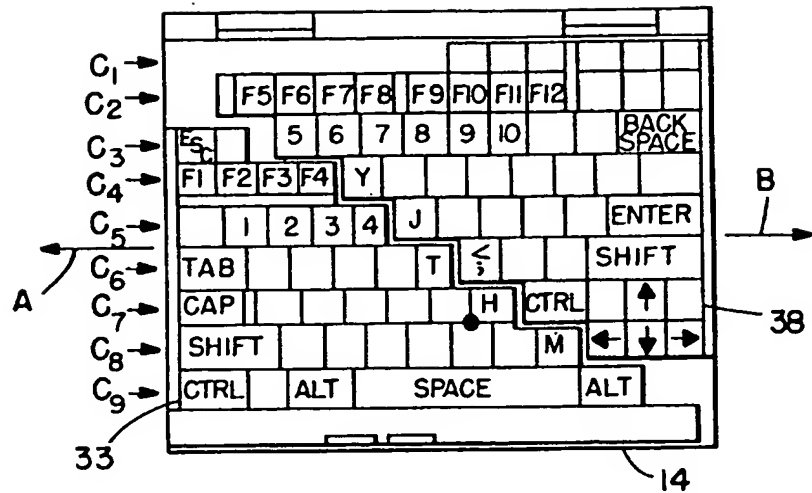 C1
C2 F5 F6 F7 F8 F9 F10 F11 F12
C3 ESC 5 6 7 8 9 10 BACK SPACE
C4 F1 F2 F3 F4 Y
C5 1 2 3 4 J ENTER B
A C6 TAB T < ; SHIFT
C7 CAP H CTRL ↑ 38
C8 SHIFT M ← ↓ →
C9 CTRL ALT SPACE ALT
33 14